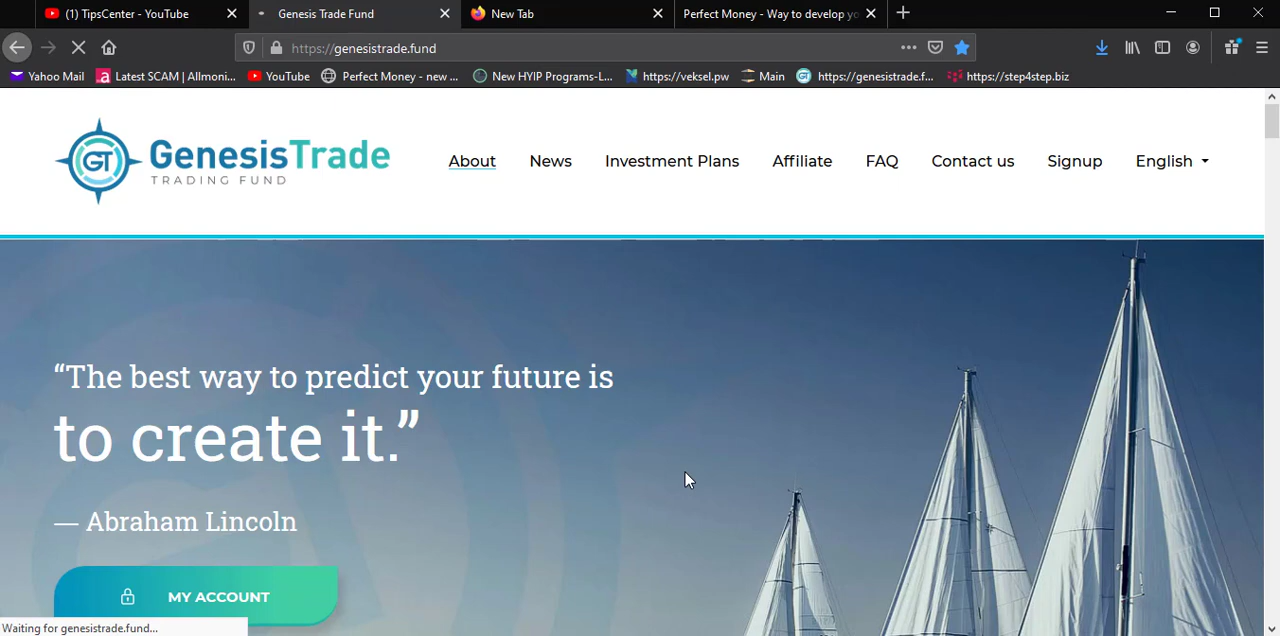 (1) TipsCenter - YouTube
Genesis Trade Fund
New Tab
Perfect Money - Way to develop yo
https://genesistrade.fund
Yahoo Mail
Latest SCAM | Allmoni...
YouTube
Perfect Money - new ...
New HYIP Programs-L...
https://veksel.pw
Main
https://genesistrade.f...
https://step4step.biz
GT
GenesisTrade
TRADING FUND
About
News
Investment Plans
Affiliate
FAQ
Contact us
Signup
English
“The best way to predict your future is
to create it.”
— Abraham Lincoln
MY ACCOUNT
Waiting for genesistrade.fund...